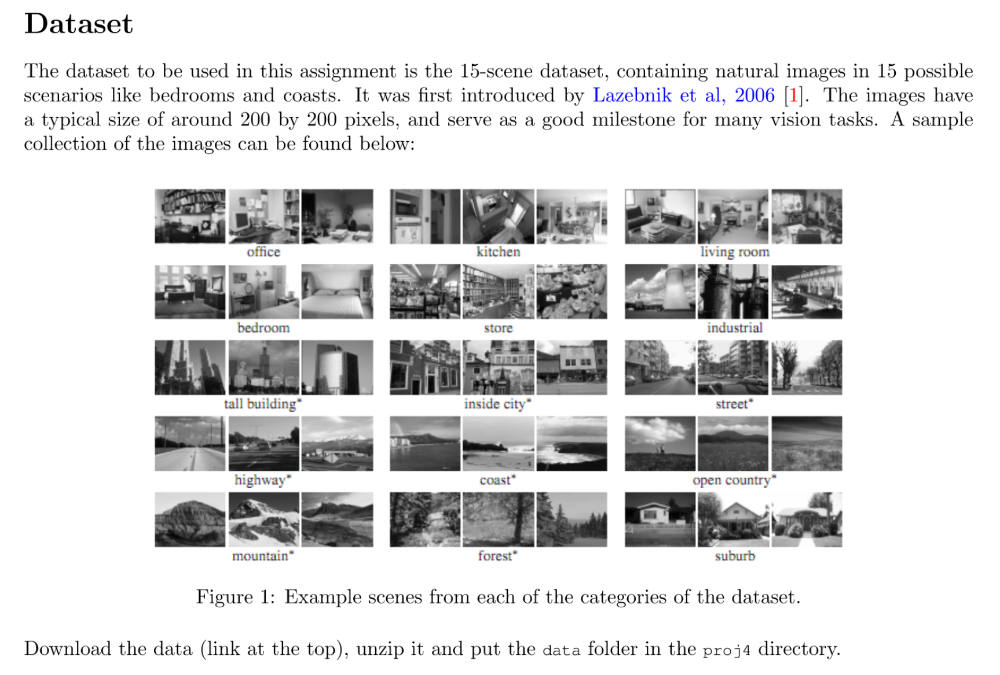 Dataset
The dataset to be used in this assignment is the 15-scene dataset, containing natural images in 15 possible
scenarios like bedrooms and coasts. It was first introduced by Lazebnik et al, 2006 [1]. The images have
a typical size of around 200 by 200 pixels, and serve as a good milestone for many vision tasks. A sample
collection of the images can be found below:
office kitchen living room
bedroom store industrial
tall building* inside city* street*
highway* coast* open country*
mountain* forest* suburb
Figure 1: Example scenes from each of the categories of the dataset.
Download the data (link at the top), unzip it and put the data folder in the proj4 directory.